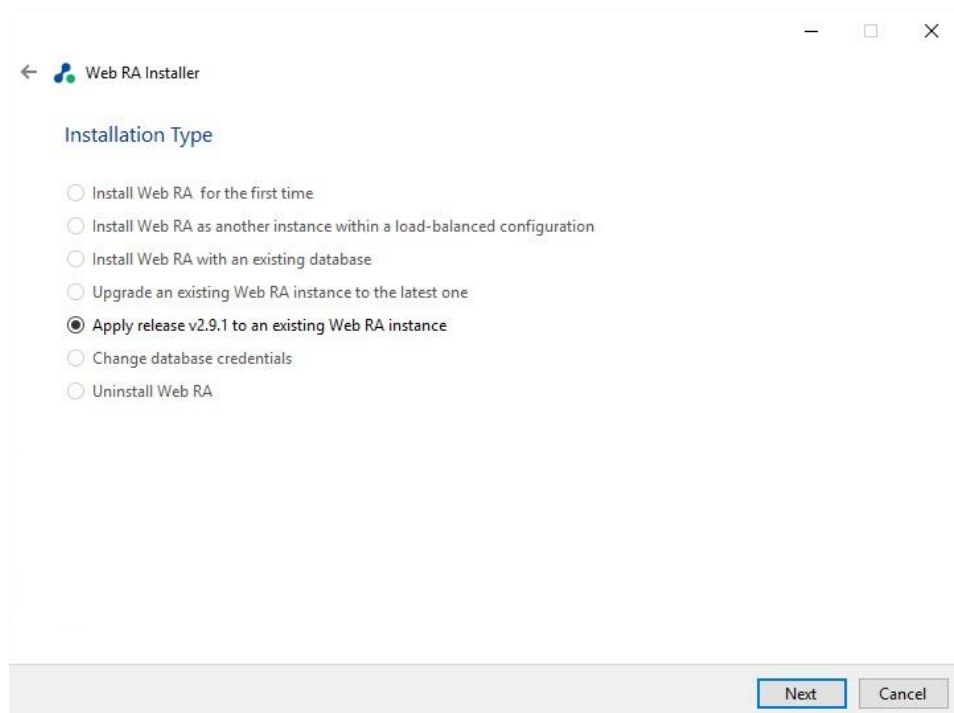 Web RA Installer
Installation Type
Install Web RA for the first time
Install Web RA as another instance within a load-balanced configuration
Install Web RA with an existing database
Upgrade an existing Web RA instance to the latest one
Apply release v2.9.1 to an existing Web RA instance
Change database credentials
Uninstall Web RA
Next Cancel